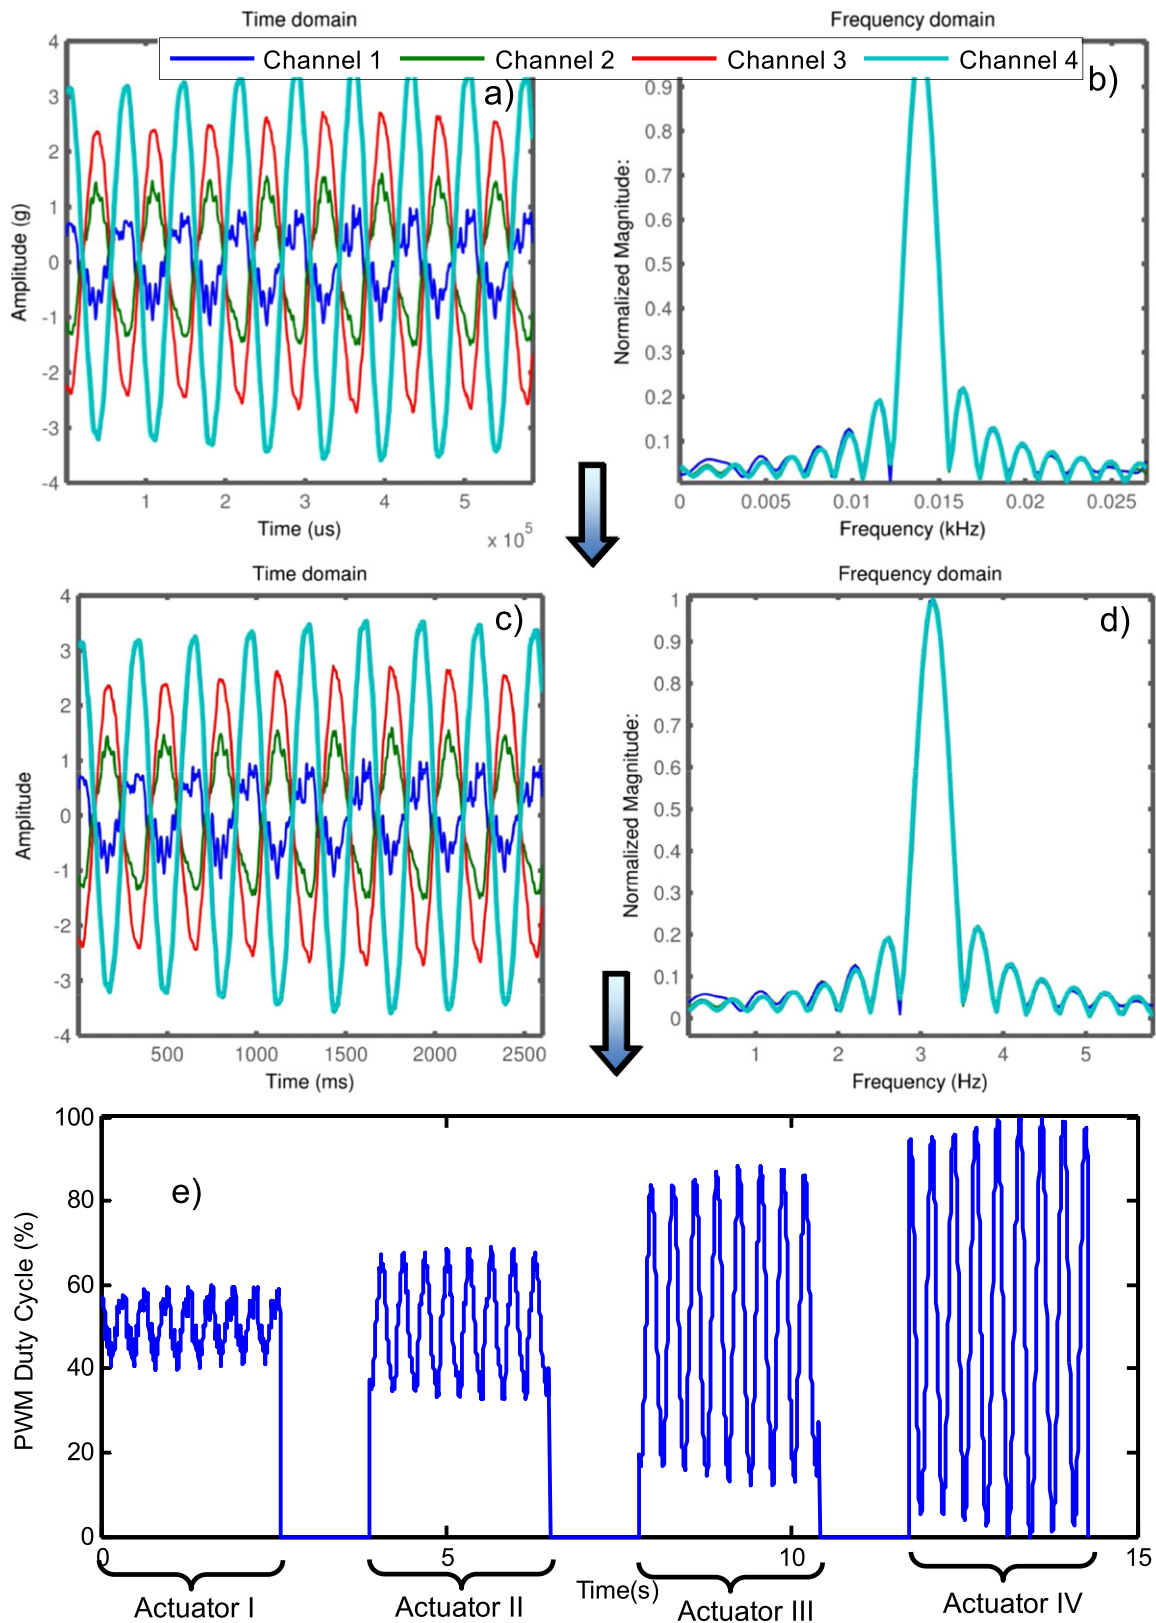 Time domain
Frequency domain
Channel 1
Channel 2
Channel 3
Channel 4
a)
b)
4
3
2
1
0
-1
-2
-3
-4
Amplitude (g)
1
2
3
4
5
Time (us)
x 10^5
0.9
0.8
0.7
0.6
0.5
0.4
0.3
0.2
0.1
Normalized Magnitude:
0
0.005
0.01
0.015
0.02
0.025
Frequency (kHz)
Time domain
Frequency domain
c)
d)
4
3
2
1
0
-1
-2
-3
-4
Amplitude
500
1000
1500
2000
2500
Time (ms)
1
0.9
0.8
0.7
0.6
0.5
0.4
0.3
0.2
0.1
0
Normalized Magnitude:
1
2
3
4
5
Frequency (Hz)
e)
100
80
60
40
20
0
PWM Duty Cycle (%)
0
5
10
15
Time(s)
Actuator I
Actuator II
Actuator III
Actuator IV